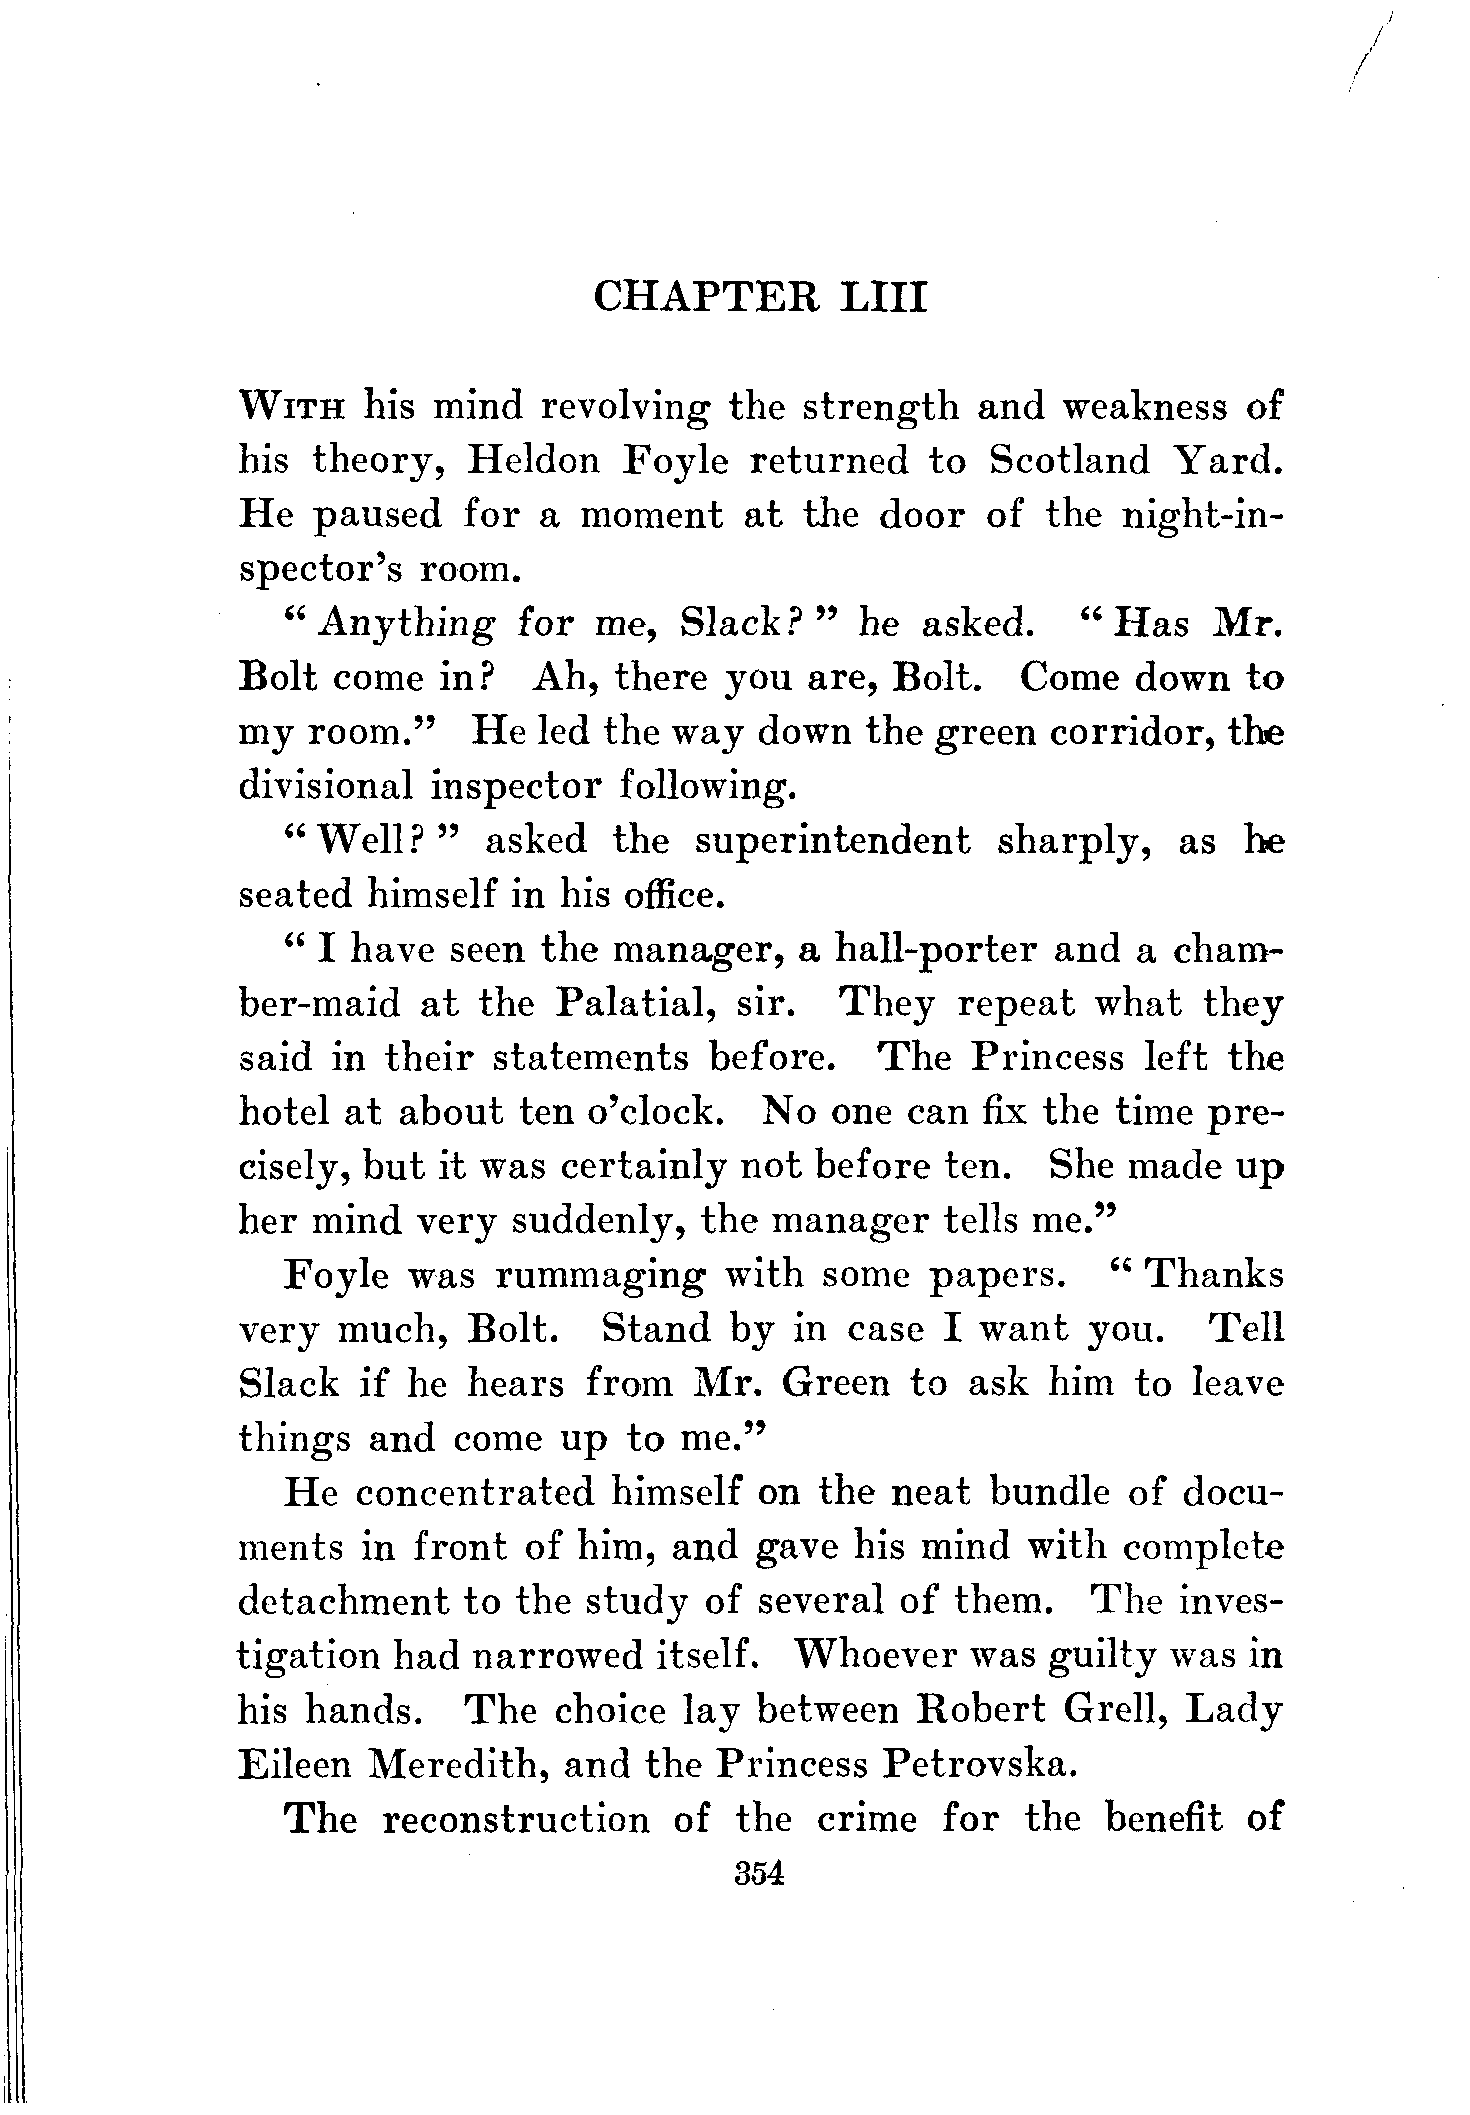 CHAPTER LIII
WITH his mind revolving the strength and weakness of
his theory, Heldon Foyle returned to Scotland Yard.
He paused for a moment at the door of the night-in-
spector's room.
“ Anything for me, Slack? ” he asked. “ Has Mr.
Bolt come in? Ah, there you are, Bolt. Come down to
my room.” He led the way down the green corridor, the
divisional inspector following.
“ Well? ” asked the superintendent sharply, as he
seated himself in his office.
“ I have seen the manager, a hall-porter and a cham-
ber-maid at the Palatial, sir. They repeat what they
said in their statements before. The Princess left the
hotel at about ten o'clock. No one can fix the time pre-
cisely, but it was certainly not before ten. She made up
her mind very suddenly, the manager tells me.”
Foyle was rummaging with some papers. “ Thanks
very much, Bolt. Stand by in case I want you. Tell
Slack if he hears from Mr. Green to ask him to leave
things and come up to me.”
He concentrated himself on the neat bundle of docu-
ments in front of him, and gave his mind with complete
detachment to the study of several of them. The inves-
tigation had narrowed itself. Whoever was guilty was in
his hands. The choice lay between Robert Grell, Lady
Eileen Meredith, and the Princess Petrovska.
The reconstruction of the crime for the benefit of
354